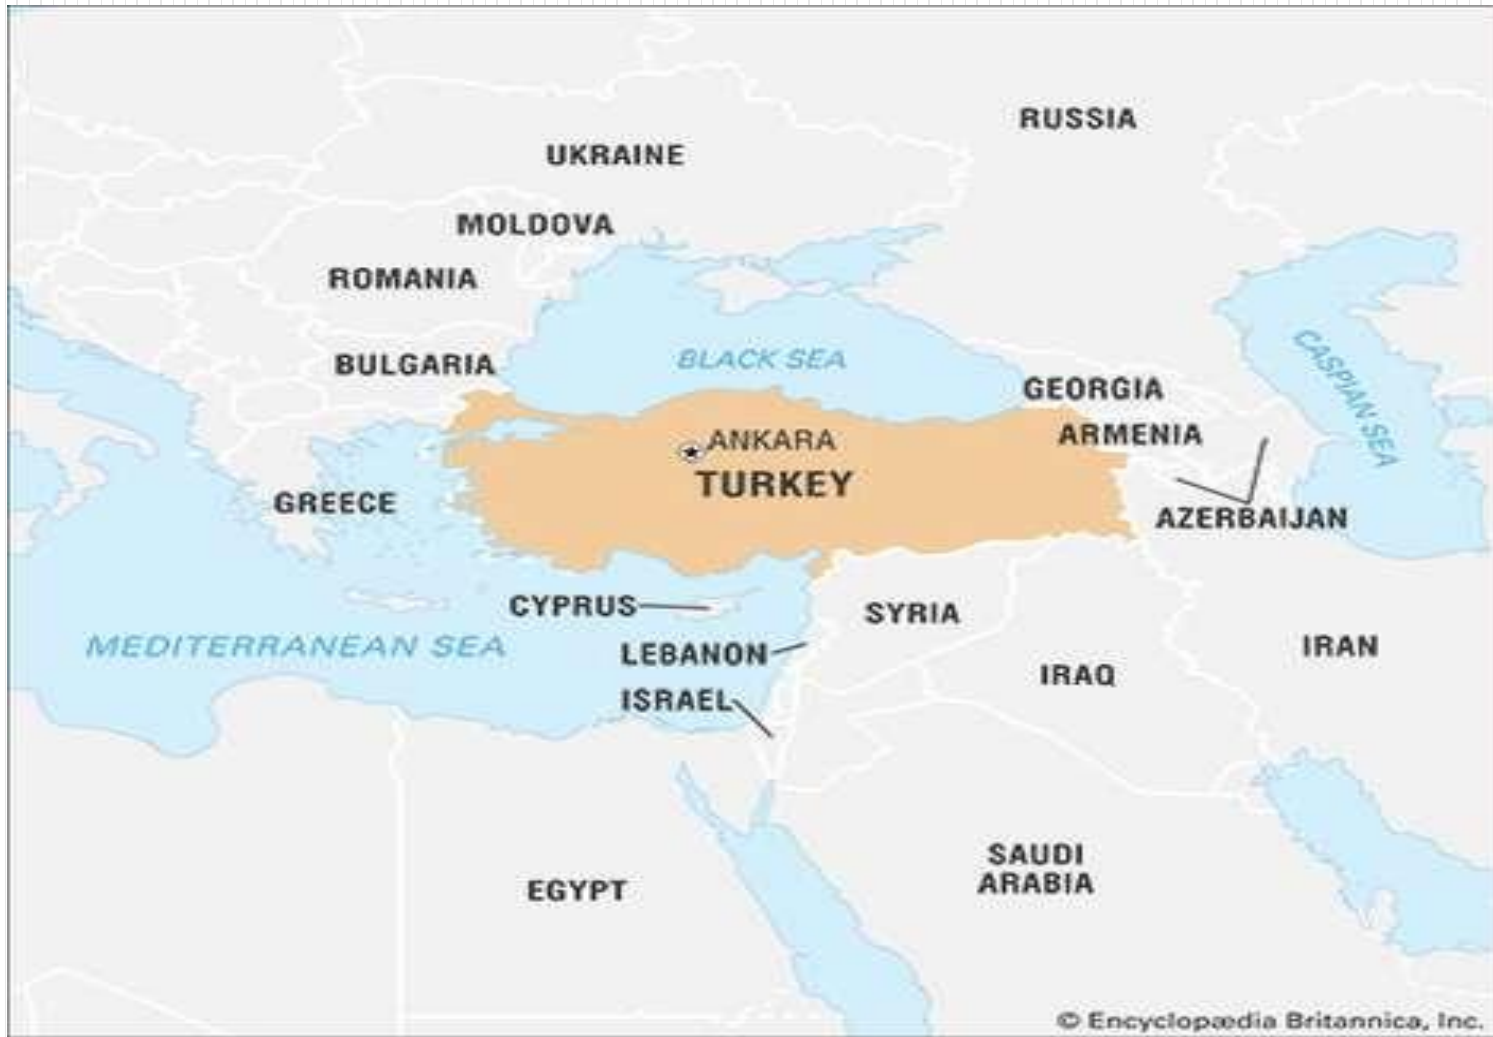 RUSSIA
UKRAINE
MOLDOVA
ROMANIA
BULGARIA
BLACK SEA
CASPIAN SEA
GEORGIA
ARMENIA
ANKARA
TURKEY
GREECE
AZERBAIJAN
CYPRUS
SYRIA
MEDITERRANEAN SEA
LEBANON
IRAN
IRAQ
ISRAEL
SAUDI
ARABIA
EGYPT
© Encyclopædia Britannica, Inc.